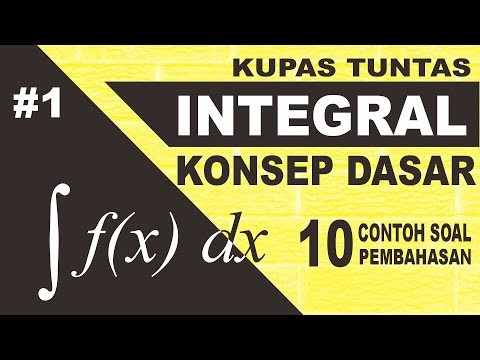 #1
KUPAS TUNTAS
INTEGRAL
KONSEP DASAR
∫ f(x) dx
10 CONTOH SOAL
PEMBAHASAN